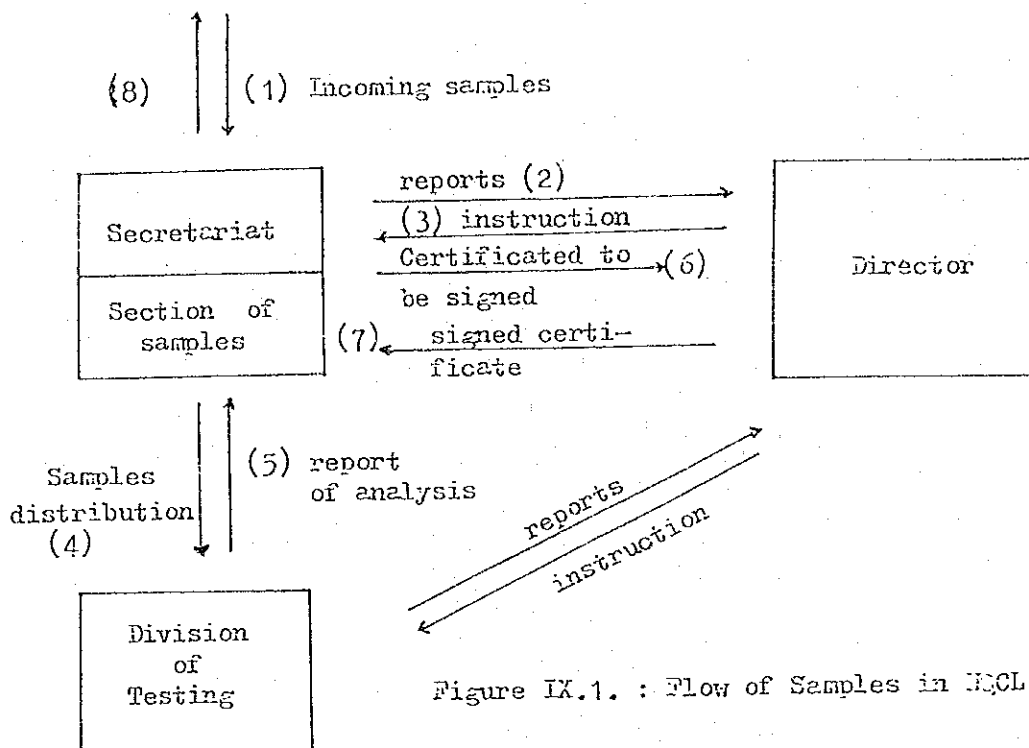 (8) (1) Incoming samples
reports (2)
(3) instruction
Certificated to
(6)
be signed
(7) signed certi-
ficate
Secretariat
Section of
samples
Director
(5) report
of analysis
Samples
distribution
(4)
reports
instruction
Division
of
Testing
Figure IX.1. : Flow of Samples in